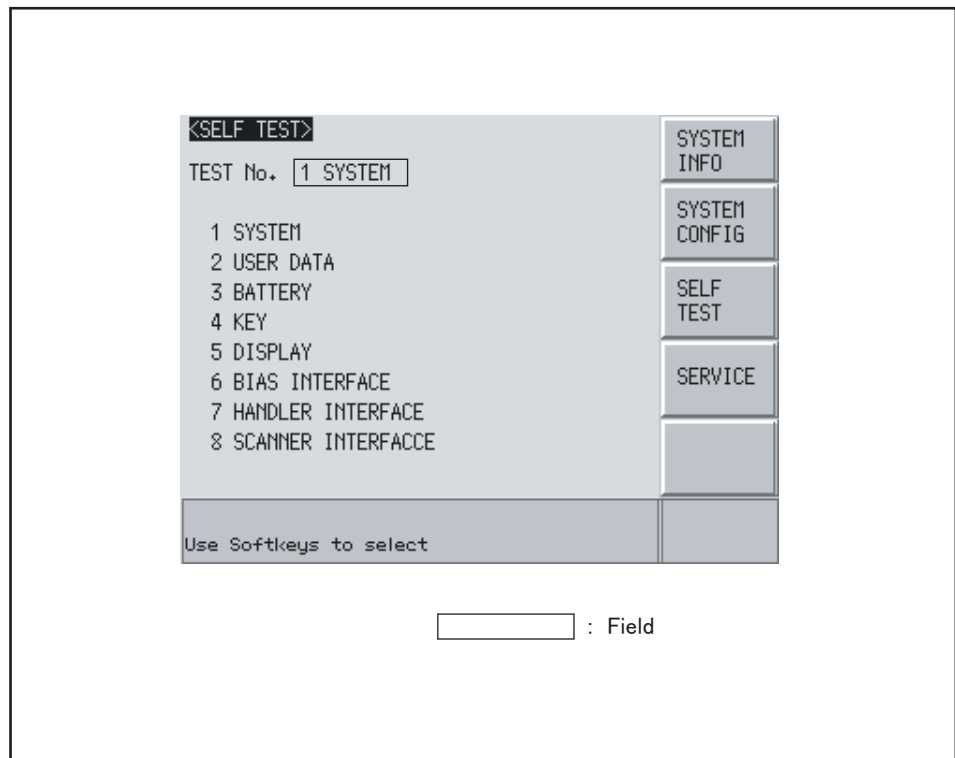 <SELF TEST>
TEST No. 1 SYSTEM
1 SYSTEM
2 USER DATA
3 BATTERY
4 KEY
5 DISPLAY
6 BIAS INTERFACE
7 HANDLER INTERFACE
8 SCANNER INTERFACCE
Use Softkeys to select
SYSTEM
INFO
SYSTEM
CONFIG
SELF
TEST
SERVICE
: Field